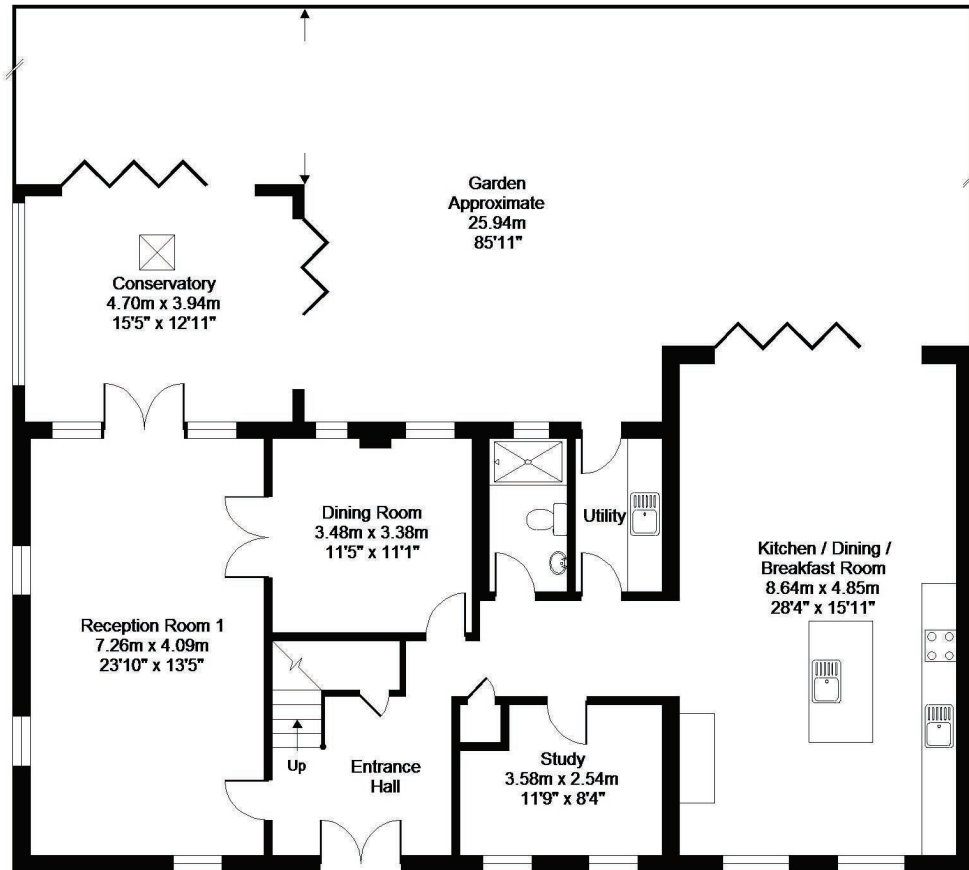 Garden
Approximate
25.94m
85'11"
Conservatory
4.70m x 3.94m
15'5" x 12'11"
Dining Room
3.48m x 3.38m
11'5" x 11'1"
Utility
Kitchen / Dining /
Breakfast Room
8.64m x 4.85m
28'4" x 15'11"
Reception Room 1
7.26m x 4.09m
23'10" x 13'5"
Up
Entrance
Hall
Study
3.58m x 2.54m
11'9" x 8'4"